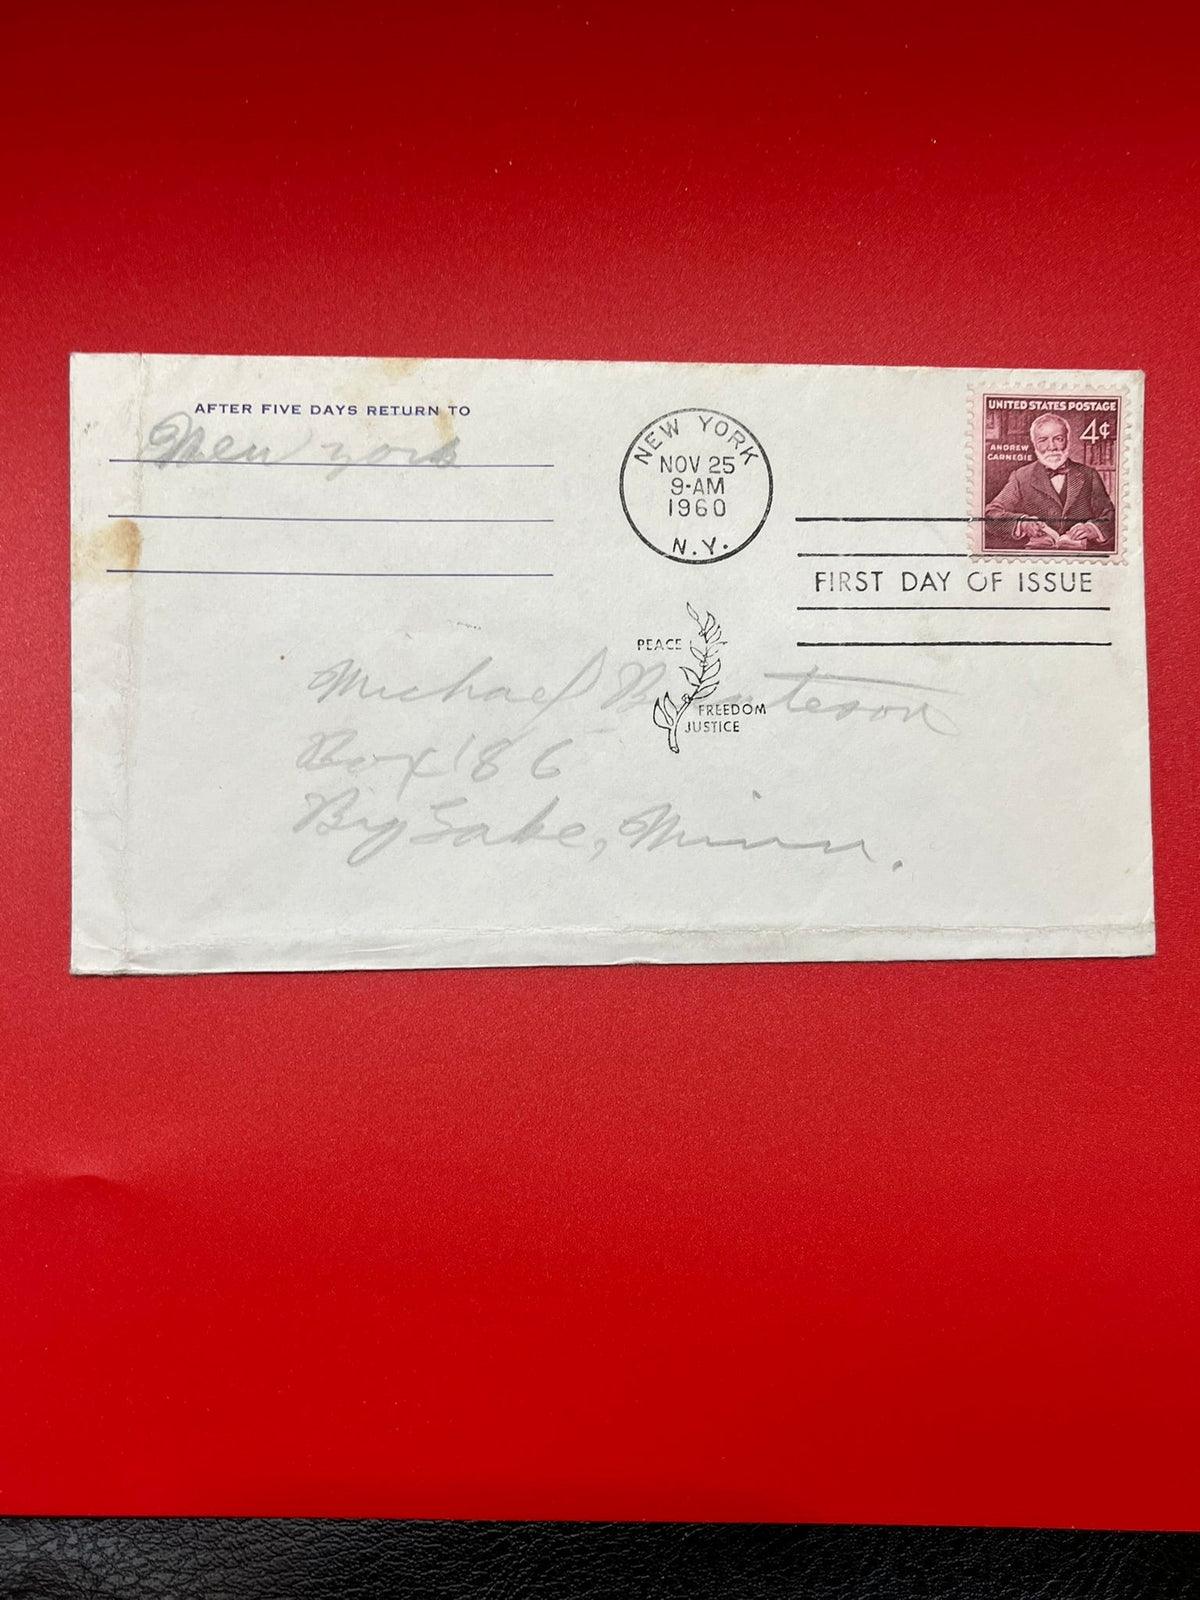 AFTER FIVE DAYS RETURN TO
New york
NEW YORK
NOV 25
9-AM
1960
N.Y.
UNITED STATES POSTAGE
4¢
ANDREW
CARNEGIE
FIRST DAY OF ISSUE
PEACE
FREEDOM
JUSTICE
Michael
Box 186
Big Lake, Minn.